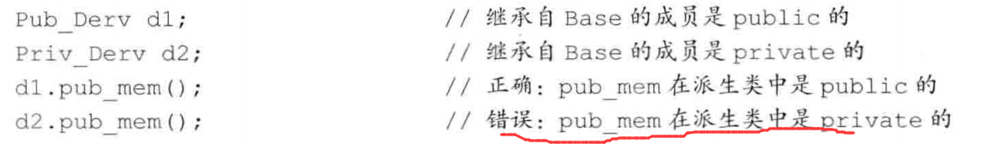 Pub_Derv d1; // 继承自 Base 的成员是 public 的
Priv_Derv d2; // 继承自 Base 的成员是 private 的
d1.pub_mem(); // 正确：pub_mem 在派生类中是 public 的
d2.pub_mem(); // 错误：pub_mem 在派生类中是 private 的